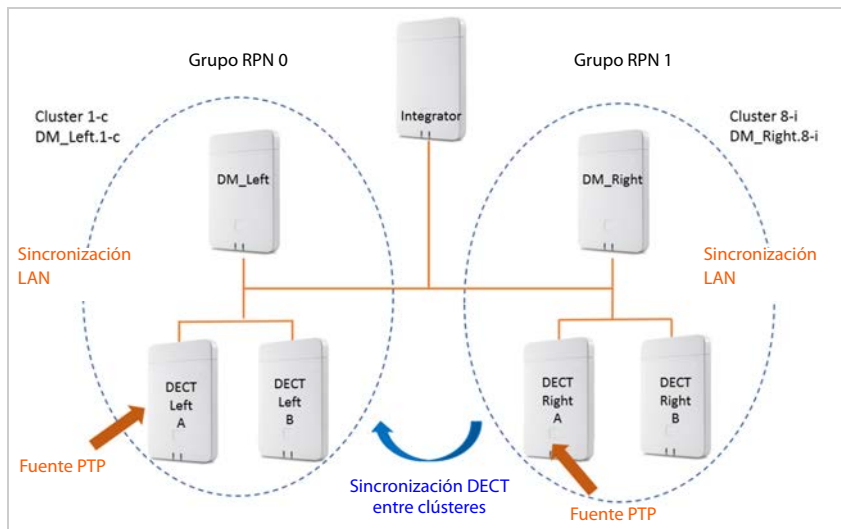 Grupo RPN 0
Grupo RPN 1
Cluster 1-c
DM_Left.1-c
Integrator
Cluster 8-i
DM_Right.8-i
DM_Left
DM_Right
Sincronización
LAN
Sincronización
LAN
DECT
Left
A
DECT
Left
B
DECT
Right
A
DECT
Right
B
Fuente PTP
Sincronización DECT
entre clústeres
Fuente PTP